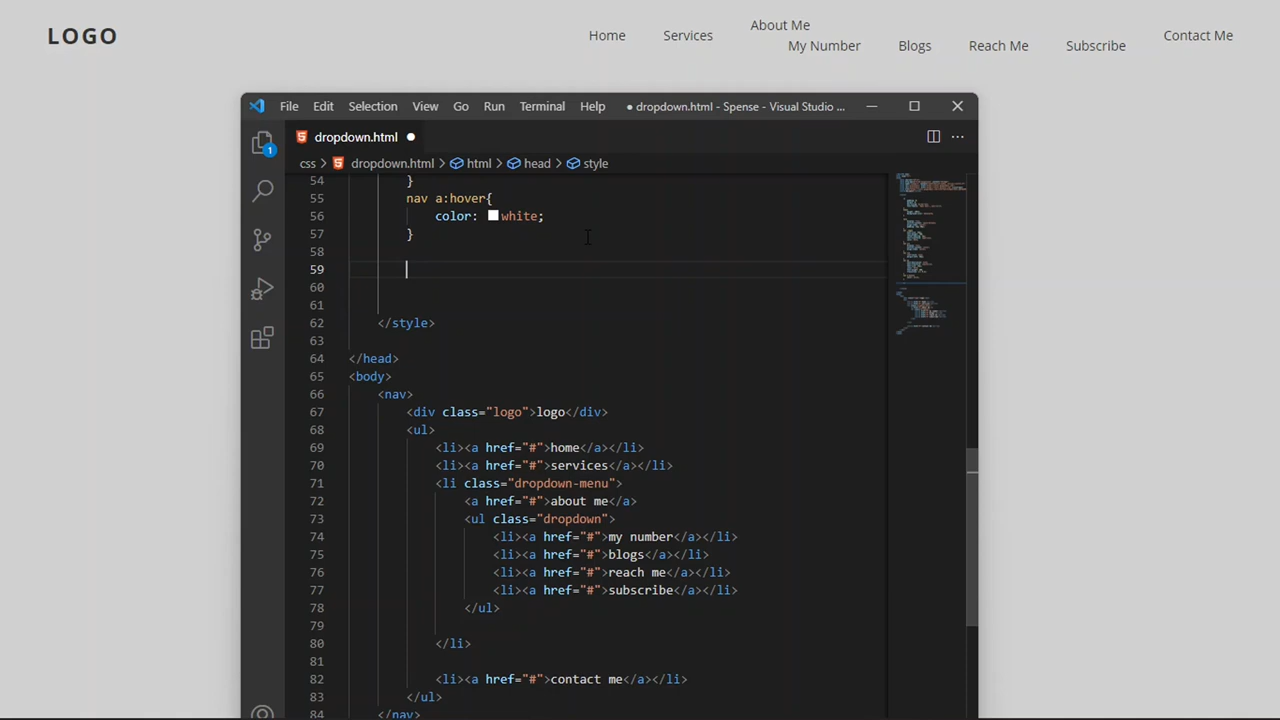 LOGO
Home Services About Me My Number Blogs Reach Me Subscribe Contact Me
File Edit Selection View Go Run Terminal Help ● dropdown.html - Spense - Visual Studio ...
1
dropdown.html
css > dropdown.html > html > head > style
54 }
55 nav a:hover{
56 color: white;
57 }
58
59
60
61
62 </style>
63
64 </head>
65 <body>
66 <nav>
67 <div class="logo">logo</div>
68 <ul>
69 <li><a href="#">home</a></li>
70 <li><a href="#">services</a></li>
71 <li class="dropdown-menu">
72 <a href="#">about me</a>
73 <ul class="dropdown">
74 <li><a href="#">my number</a></li>
75 <li><a href="#">blogs</a></li>
76 <li><a href="#">reach me</a></li>
77 <li><a href="#">subscribe</a></li>
78 </ul>
79
80 </li>
81
82 <li><a href="#">contact me</a></li>
83 </ul>
84 </nav>